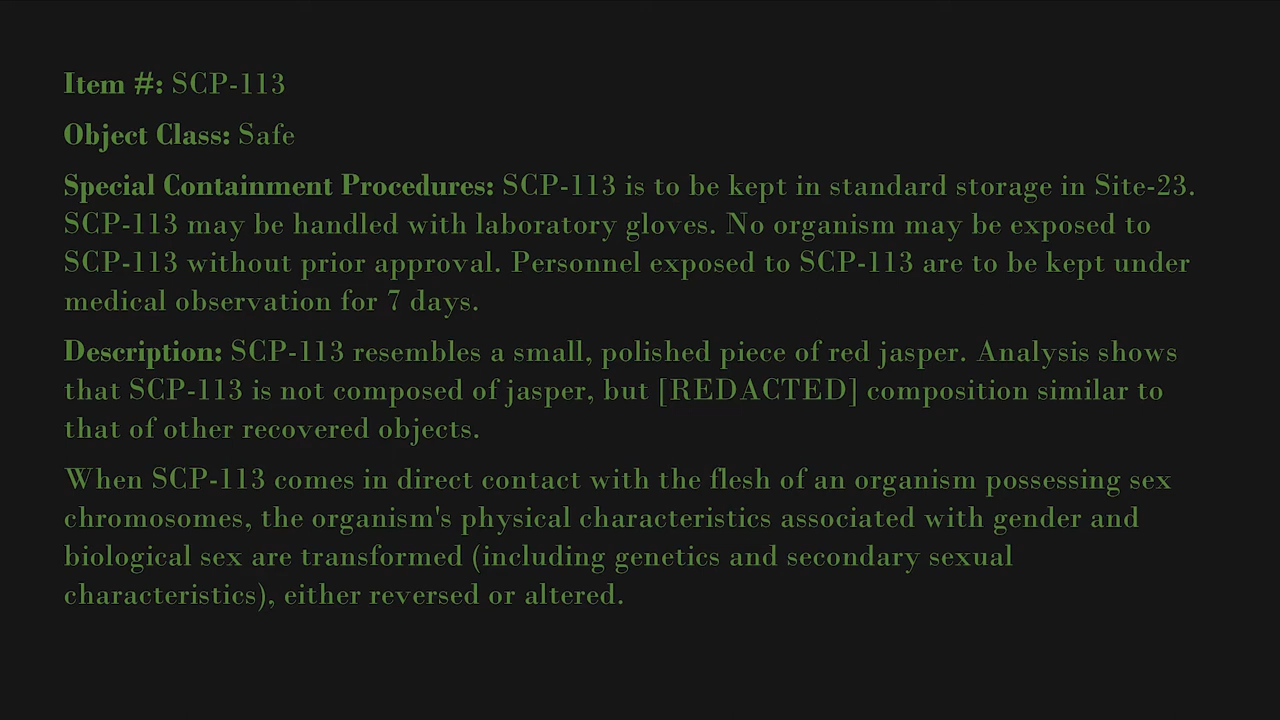 Item #: SCP-113
Object Class: Safe
Special Containment Procedures: SCP-113 is to be kept in standard storage in Site-23.
SCP-113 may be handled with laboratory gloves. No organism may be exposed to
SCP-113 without prior approval. Personnel exposed to SCP-113 are to be kept under
medical observation for 7 days.
Description: SCP-113 resembles a small, polished piece of red jasper. Analysis shows
that SCP-113 is not composed of jasper, but [REDACTED] composition similar to
that of other recovered objects.
When SCP-113 comes in direct contact with the flesh of an organism possessing sex
chromosomes, the organism's physical characteristics associated with gender and
biological sex are transformed (including genetics and secondary sexual
characteristics), either reversed or altered.